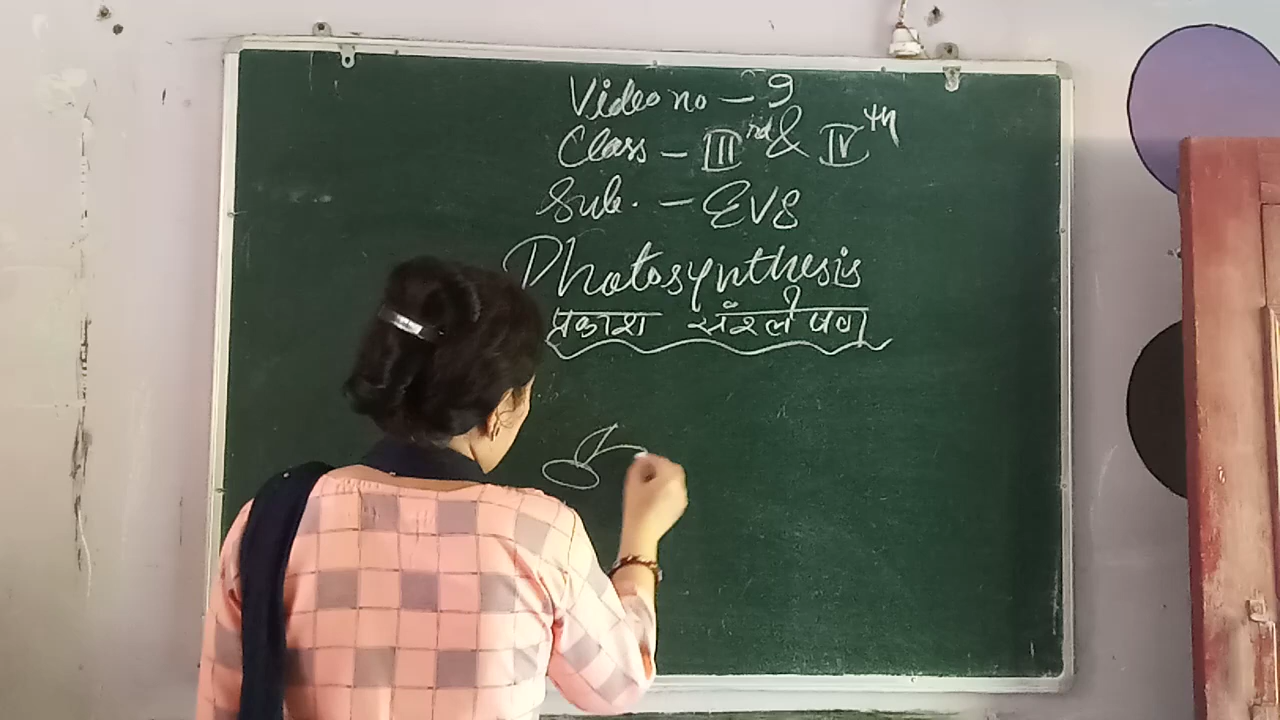 Video no - 9
Class - III rd & IV th
Sub. - EVS
Photosynthesis
प्रकाश संश्लेषण